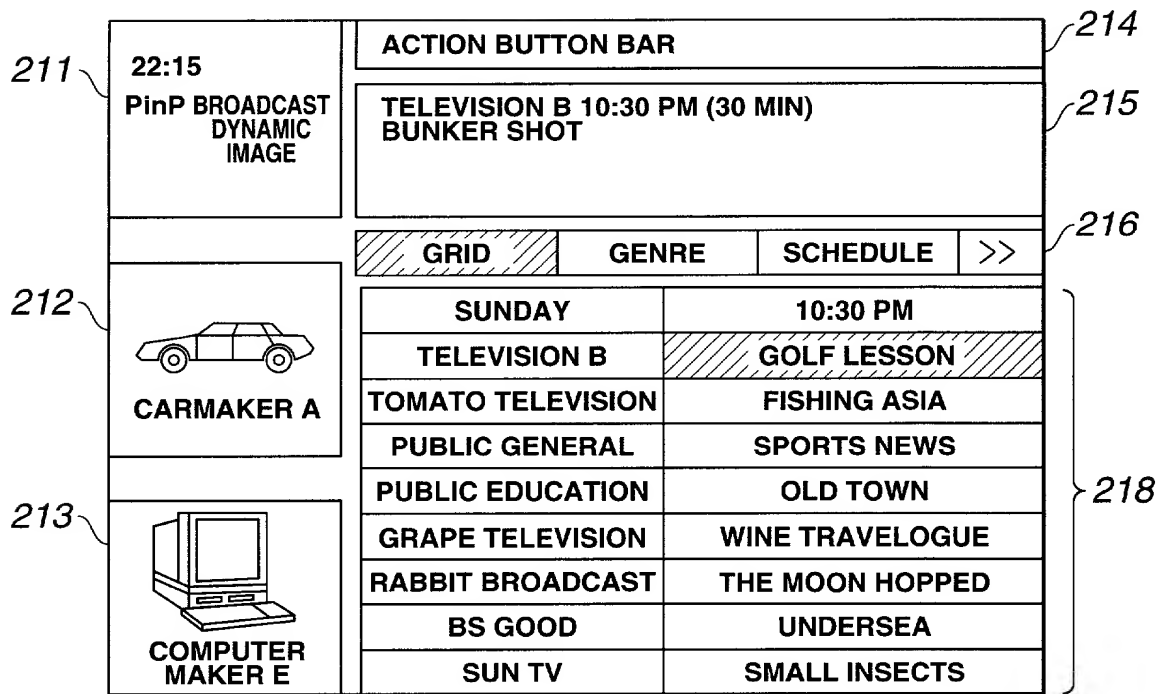 211
22:15
PinP BROADCAST
DYNAMIC
IMAGE
ACTION BUTTON BAR
214
TELEVISION B 10:30 PM (30 MIN)
BUNKER SHOT
215
GRID GENRE SCHEDULE >>
216
212
CARMAKER A
213
COMPUTER
MAKER E
SUNDAY 10:30 PM
TELEVISION B GOLF LESSON
TOMATO TELEVISION FISHING ASIA
PUBLIC GENERAL SPORTS NEWS
PUBLIC EDUCATION OLD TOWN
GRAPE TELEVISION WINE TRAVELOGUE
RABBIT BROADCAST THE MOON HOPPED
BS GOOD UNDERSEA
SUN TV SMALL INSECTS
218